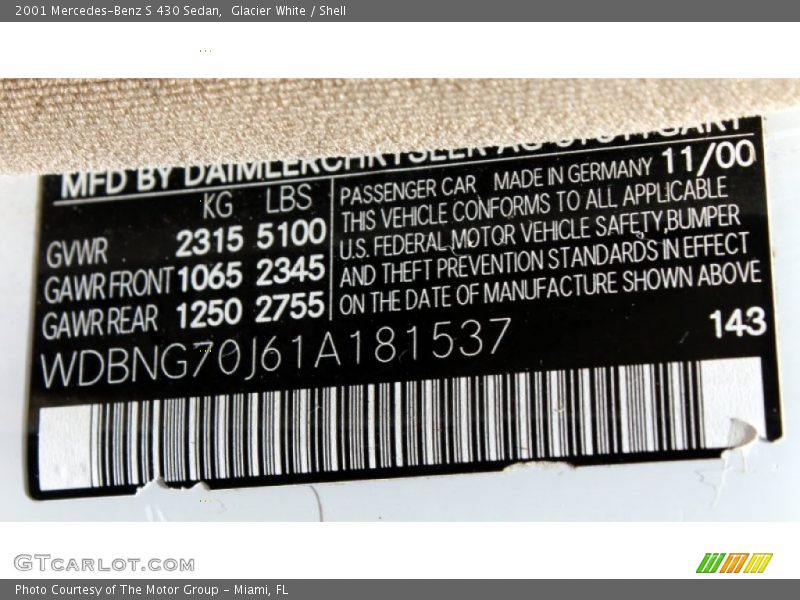 2001 Mercedes-Benz S 430 Sedan,  Glacier White / Shell
MFD BY DAIMLERCHRYSLER AG STUTTGART
11/00
KG LBS
GVWR 2315 5100
GAWR FRONT 1065 2345
GAWR REAR 1250 2755
PASSENGER CAR MADE IN GERMANY
THIS VEHICLE CONFORMS TO ALL APPLICABLE
U.S. FEDERAL MOTOR VEHICLE SAFETY, BUMPER
AND THEFT PREVENTION STANDARDS IN EFFECT
ON THE DATE OF MANUFACTURE SHOWN ABOVE
WDBNG70J61A181537
143
GTCARLOT.COM
Photo Courtesy of The Motor Group - Miami, FL